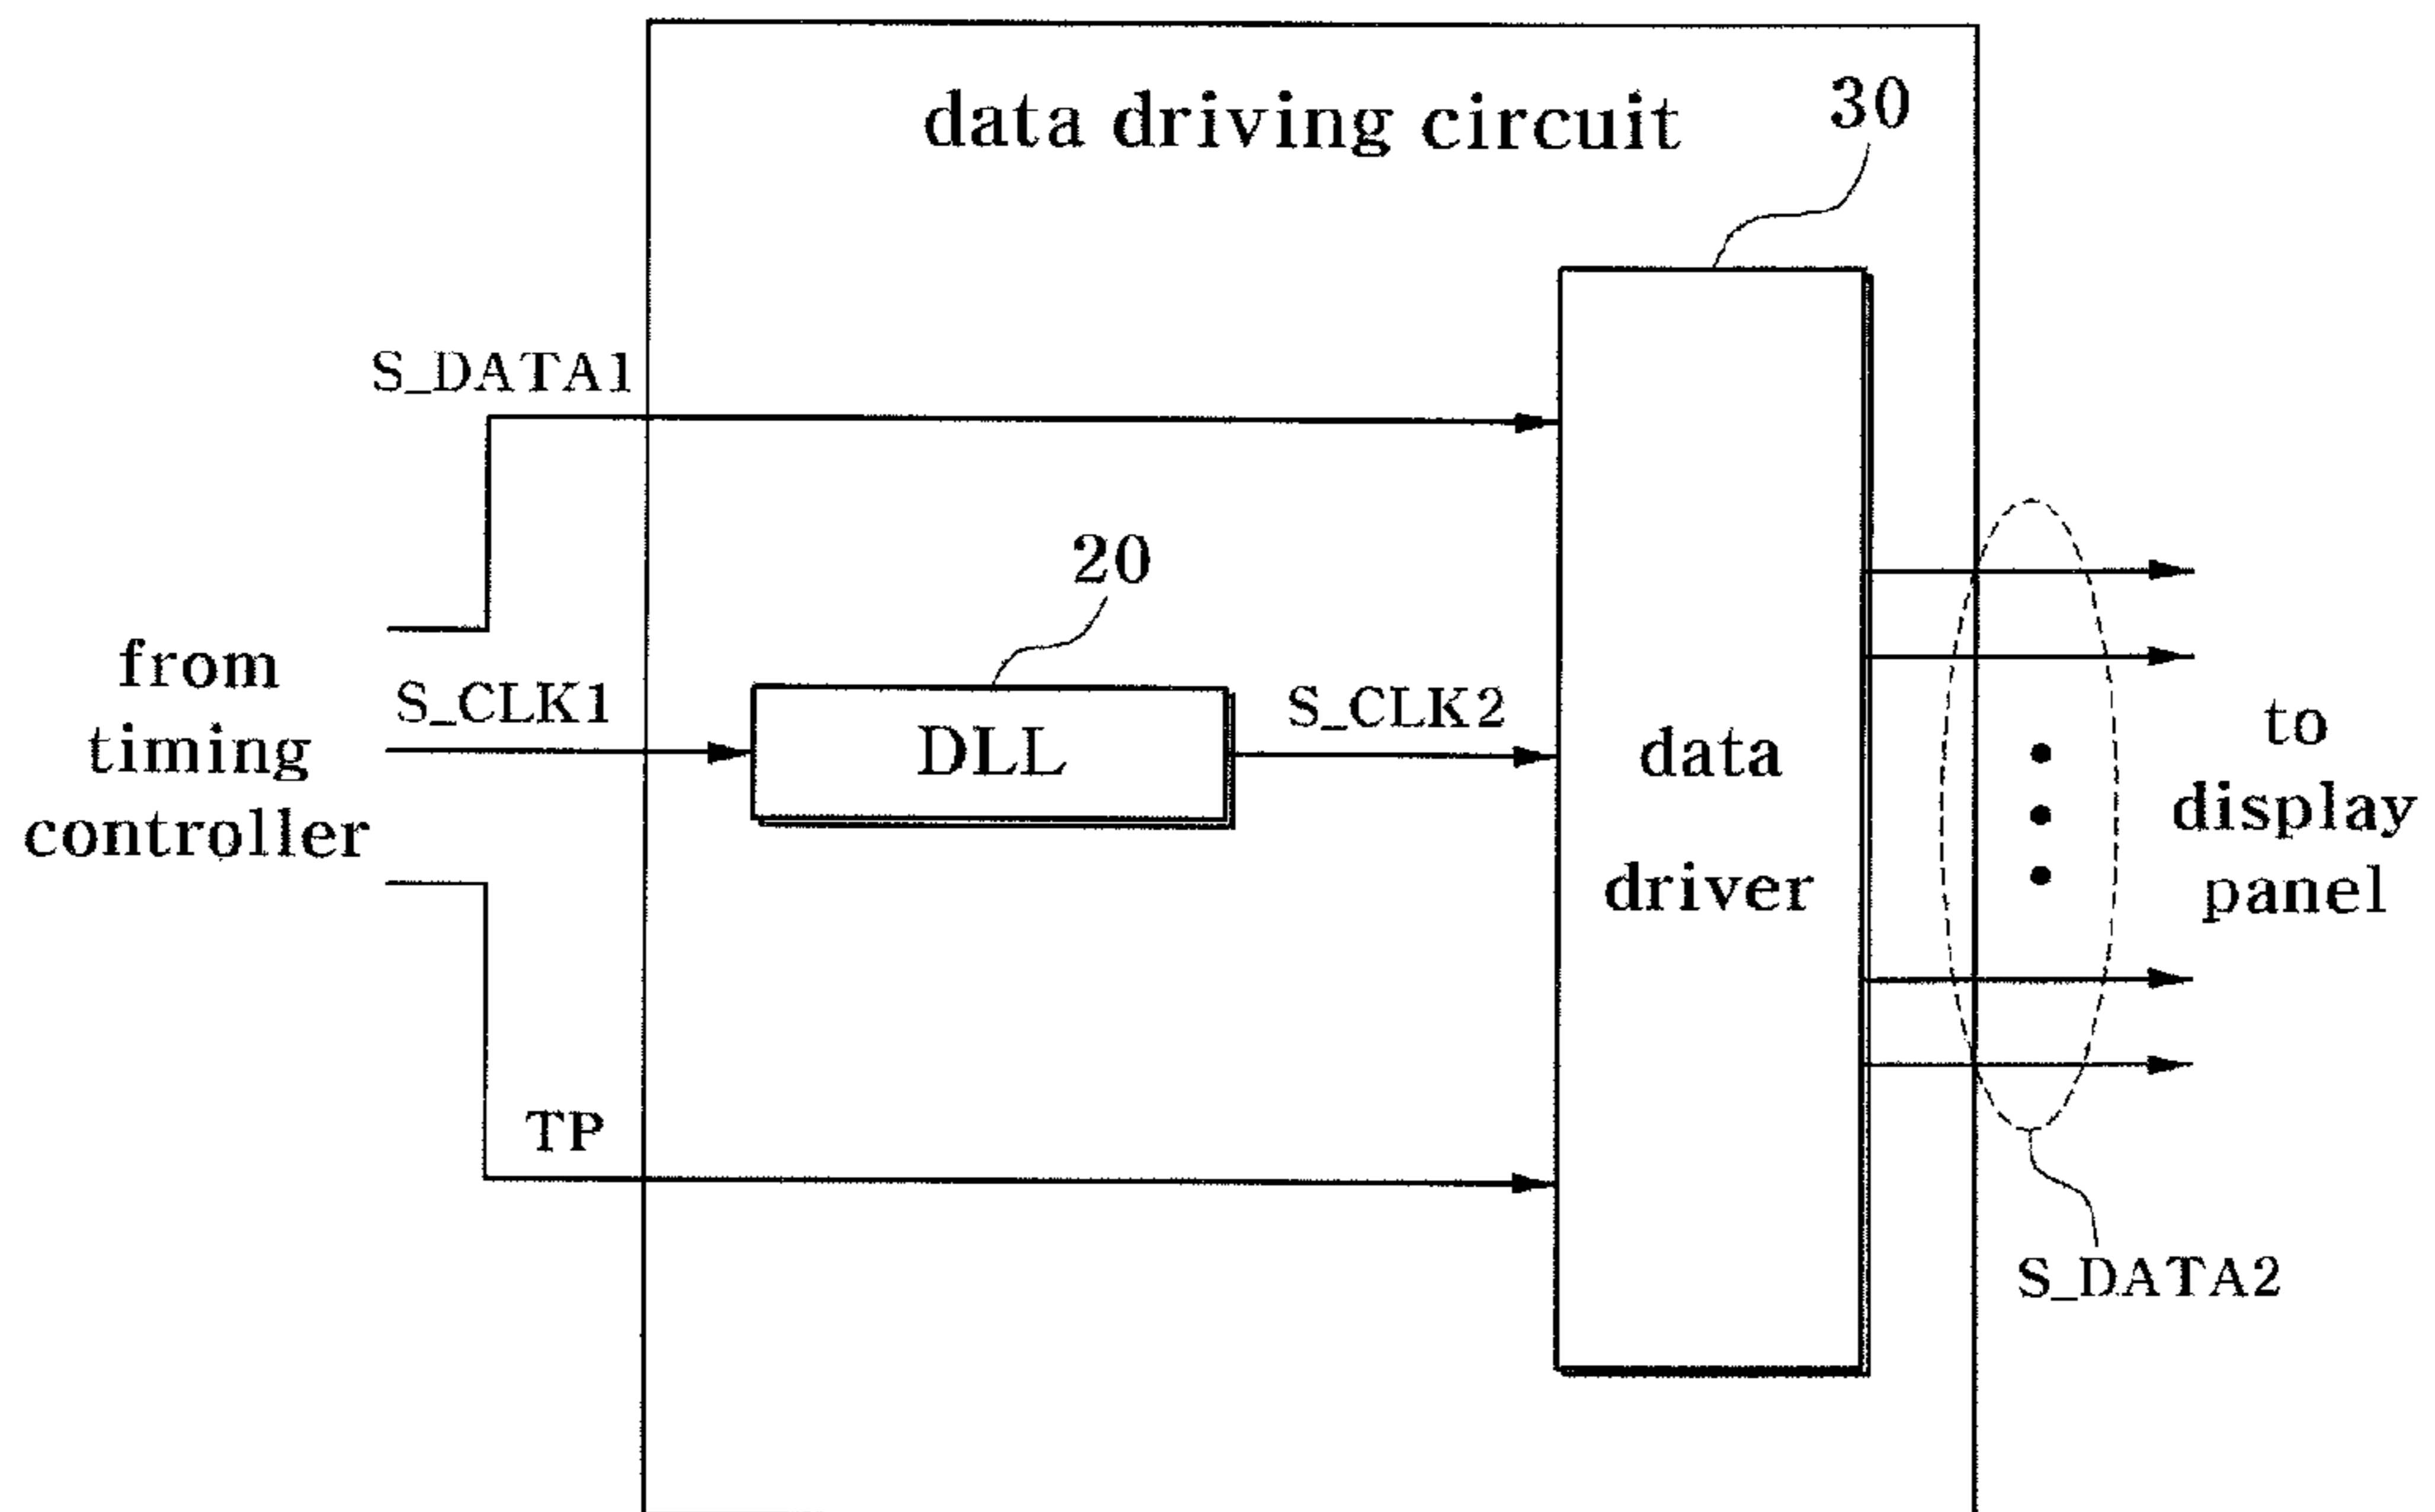 data driving circuit
30
S_DATA1
20
from
timing
controller
S_CLK1
DLL
S_CLK2
data
driver
to
display
panel
TP
S_DATA2